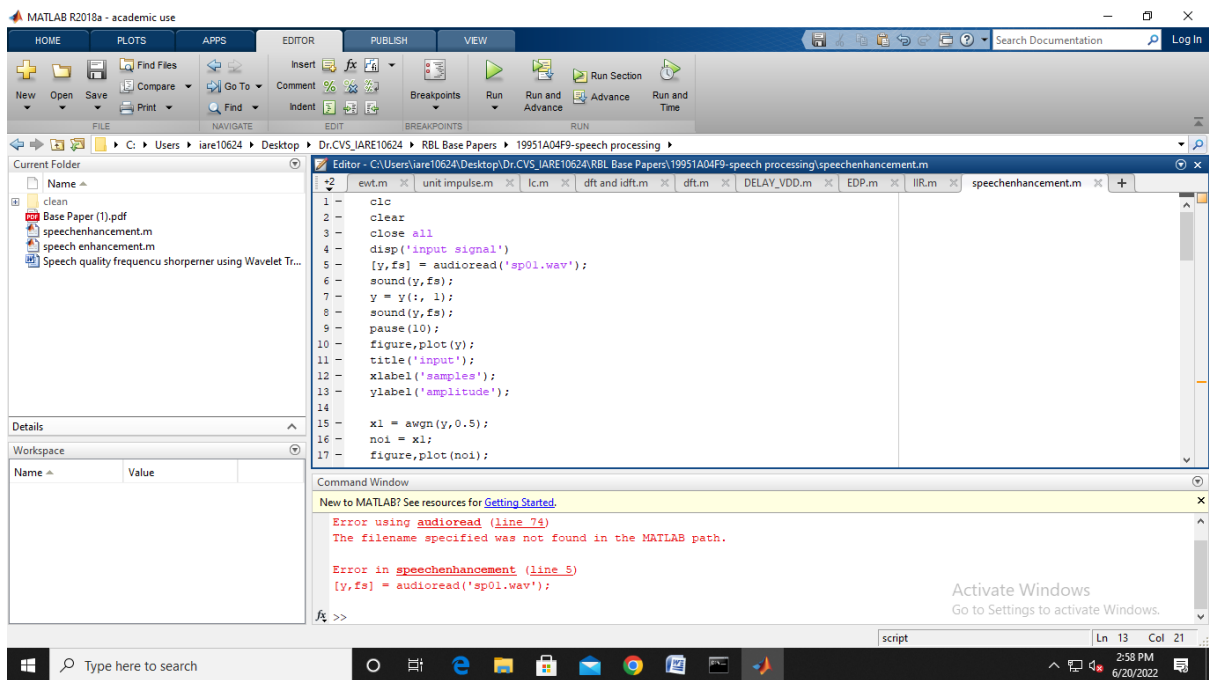 MATLAB R2018a - academic use
HOME PLOTS APPS EDITOR PUBLISH VIEW Search Documentation Log In
New Open Save Find Files Compare Print Go To Find Insert fx Comment Indent Breakpoints Run Run and Advance Run Section Advance Run and Time
FILE NAVIGATE EDIT BREAKPOINTS RUN
C: Users iare10624 Desktop Dr.CVS_IARE10624 RBL Base Papers 19951A04F9-speech processing
Current Folder
Name
clean
Base Paper (1).pdf
speechenhancement.m
speech enhancement.m
Speech quality frequencu shorperner using Wavelet Tr...
Details
Workspace
Name Value
Editor - C:\Users\iare10624\Desktop\Dr.CVS_IARE10624\RBL Base Papers\19951A04F9-speech processing\speechenhancement.m
+2 ewt.m unit impulse.m lc.m dft and idft.m dft.m DELAY_VDD.m EDP.m IIR.m speechenhancement.m +
1 - clc
2 - clear
3 - close all
4 - disp('input signal')
5 - [y,fs] = audioread('sp01.wav');
6 - sound(y,fs);
7 - y = y(:, 1);
8 - sound(y,fs);
9 - pause(10);
10 - figure,plot(y);
11 - title('input');
12 - xlabel('samples');
13 - ylabel('amplitude');
14
15 - x1 = awgn(y,0.5);
16 - noi = x1;
17 - figure,plot(noi);
Command Window
New to MATLAB? See resources for Getting Started.
Error using audioread (line 74)
The filename specified was not found in the MATLAB path.
Error in speechenhancement (line 5)
[y,fs] = audioread('sp01.wav');
fx >>
Activate Windows
Go to Settings to activate Windows.
script Ln 13 Col 21
Type here to search
2:58 PM
6/20/2022